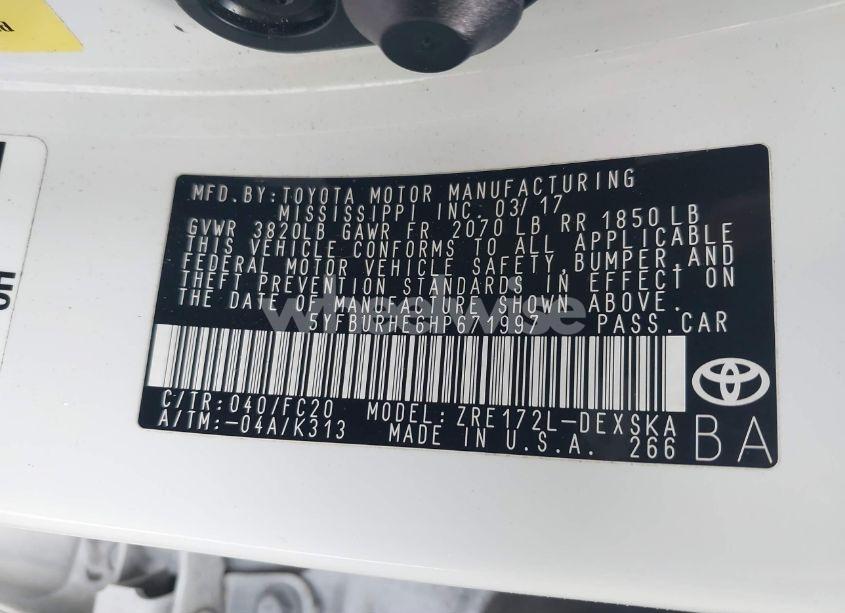 MFD.BY:TOYOTA MOTOR MANUFACTURING
MISSISSIPPI INC. 03/17
GVWR 3820LB GAWR FR 2070 LB RR 1850 LB
THIS VEHICLE CONFORMS TO ALL APPLICABLE
FEDERAL MOTOR VEHICLE SAFETY,BUMPER,AND
THEFT PREVENTION STANDARDS IN EFFECT ON
THE DATE OF MANUFACTURE SHOWN ABOVE.
5YFBURHE6HP671997 PASS.CAR
C/TR: 040/FC20 MODEL: ZRE172L-DEXSKA
A/TM:-04A/K313 MADE IN U.S.A. 266 BA